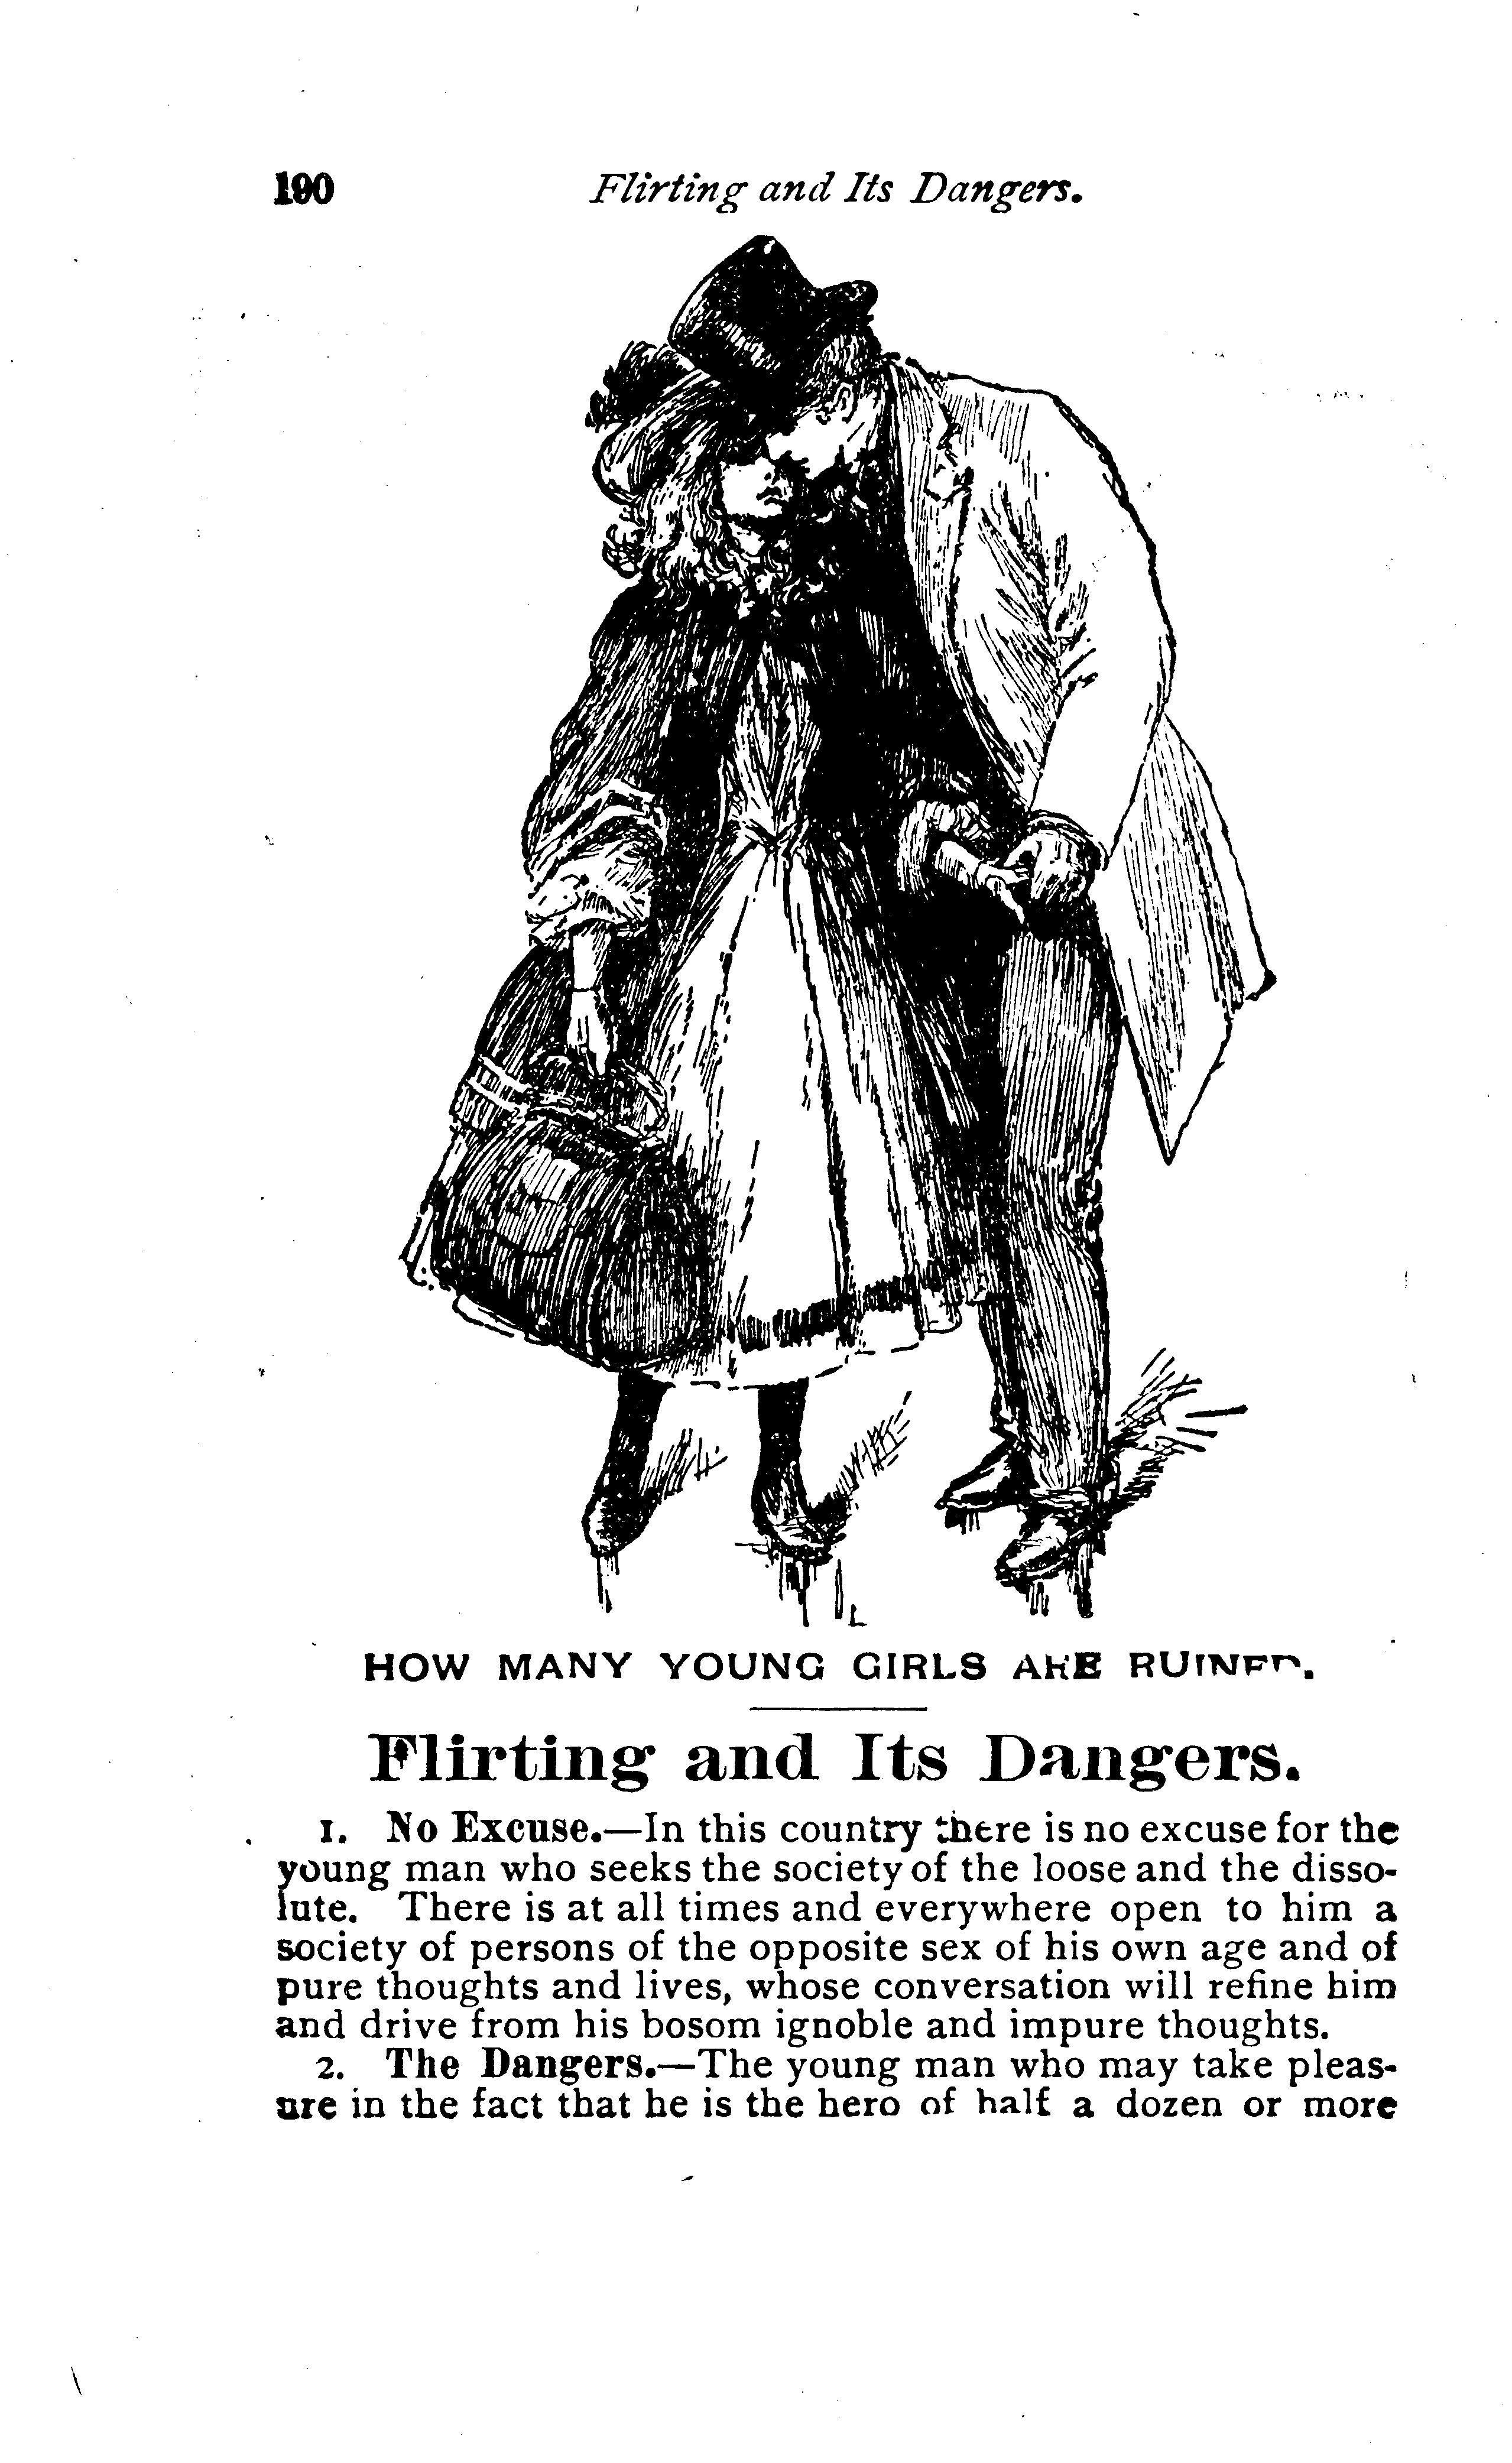 190
Flirting and Its Dangers.
HOW MANY YOUNG GIRLS ARE RUINED.
Flirting and Its Dangers.
1. No Excuse.—In this country there is no excuse for the
young man who seeks the society of the loose and the disso-
lute. There is at all times and everywhere open to him a
society of persons of the opposite sex of his own age and of
pure thoughts and lives, whose conversation will refine him
and drive from his bosom ignoble and impure thoughts.
2. The Dangers.—The young man who may take pleas-
ure in the fact that he is the hero of half a dozen or more